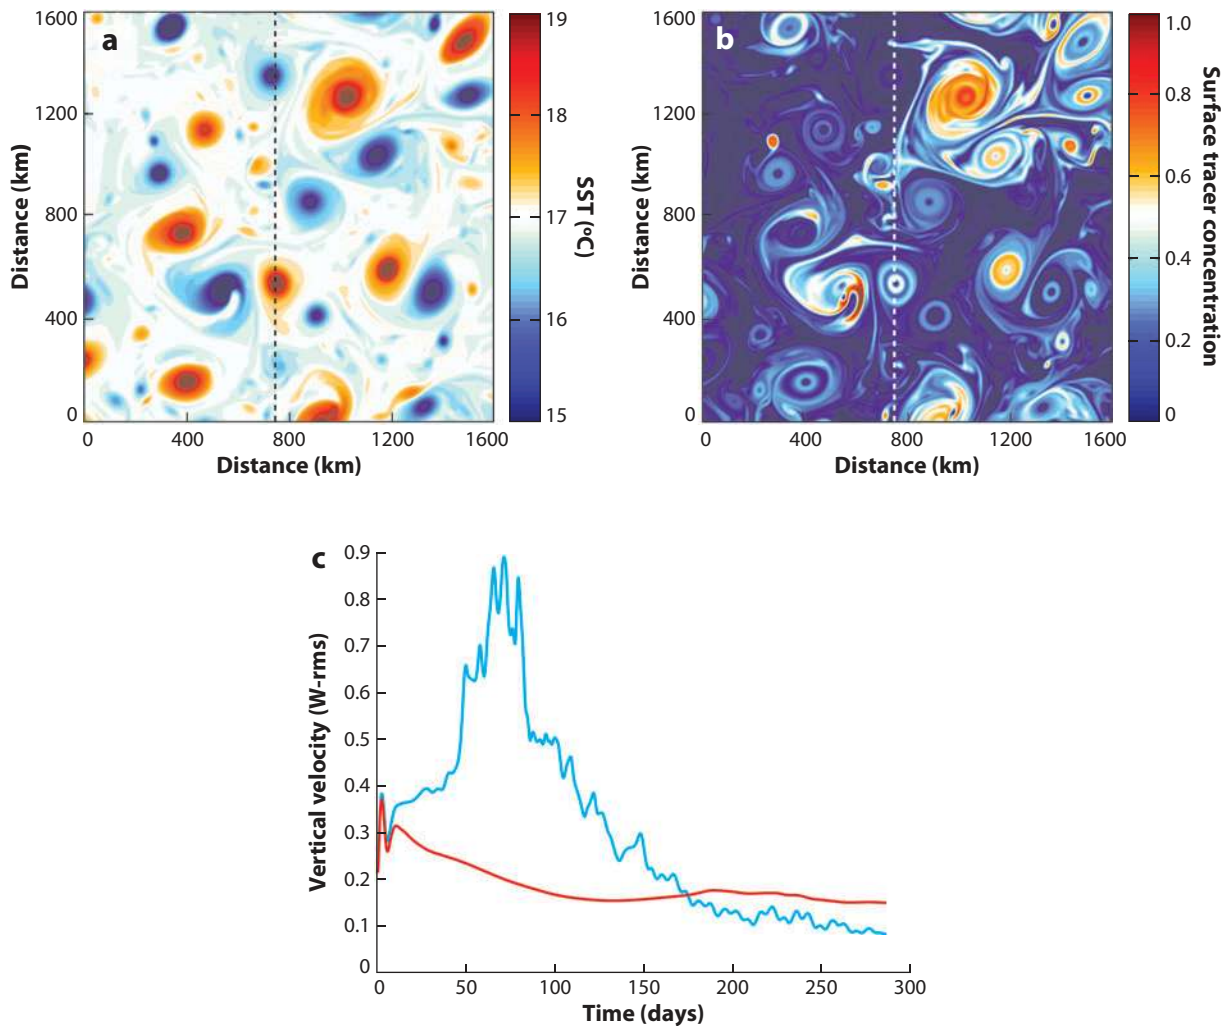 a
1600
1200
800
400
0
Distance (km)
0 400 800 1200 1600
Distance (km)
19
18
17
16
15
SST (ºC)
b
1600
1200
800
400
0
Distance (km)
0 400 800 1200 1600
Distance (km)
1.0
0.8
0.6
0.4
0.2
0
Surface tracer concentration
c
0.9
0.8
0.7
0.6
0.5
0.4
0.3
0.2
0.1
0
Vertical velocity (W-rms)
0 50 100 150 200 250 300
Time (days)